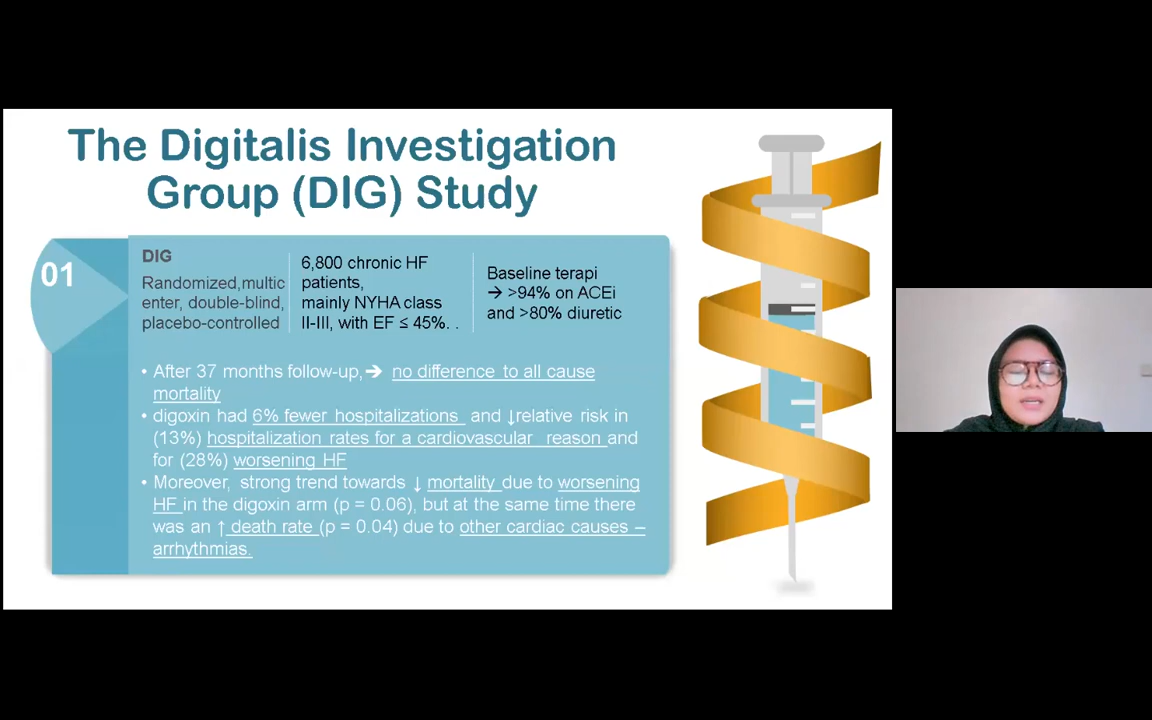 The Digitalis Investigation
Group (DIG) Study
01
DIG
Randomized,multic
enter, double-blind,
placebo-controlled
6,800 chronic HF
patients,
mainly NYHA class
II-III, with EF ≤ 45%. .
Baseline terapi
➔ >94% on ACEi
and >80% diuretic
• After 37 months follow-up,➔ no difference to all cause
mortality
• digoxin had 6% fewer hospitalizations and ↓relative risk in
(13%) hospitalization rates for a cardiovascular reason and
for (28%) worsening HF
• Moreover, strong trend towards ↓ mortality due to worsening
HF in the digoxin arm (p = 0.06), but at the same time there
was an ↑ death rate (p = 0.04) due to other cardiac causes –
arrhythmias.